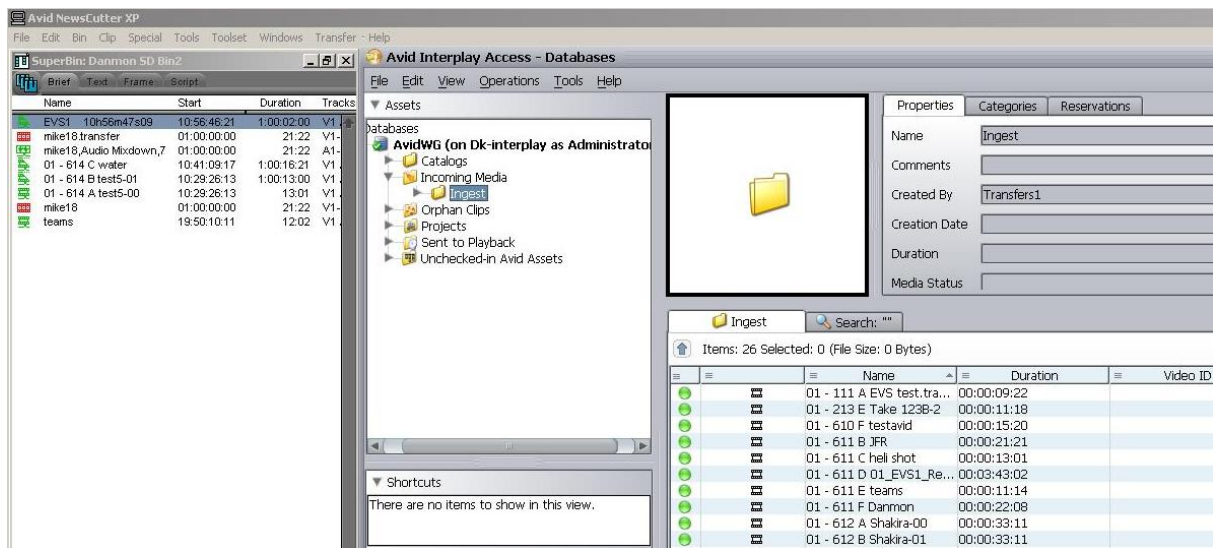 Avid NewsCutter XP
File Edit Bin Clip Special Tools Toolset Windows Transfer Help
SuperBin: Danmon SD Bin2
Brief Text Frame Script
Name Start Duration Tracks
EVS1 10h56m47s09 10:56:46:21 1:00:02:00 V1
mike18.transfer 01:00:00:00 21:22 V1-
mike18,Audio Mixdown,7 01:00:00:00 21:22 A1-
01 - 614 C water 10:41:09:17 1:00:16:21 V1
01 - 614 B test5-01 10:29:26:13 1:00:13:00 V1
01 - 614 A test5-00 10:29:26:13 13:01 V1
mike18 01:00:00:00 21:22 V1-
teams 19:50:10:11 12:02 V1
Avid Interplay Access - Databases
File Edit View Operations Tools Help
Assets
Databases
AvidWG (on Dk-interplay as Administrato
Catalogs
Incoming Media
Ingest
Orphan Clips
Projects
Sent to Playback
Unchecked-in Avid Assets
Shortcuts
There are no items to show in this view.
Properties Categories Reservations
Name Ingest
Comments
Created By Transfers1
Creation Date
Duration
Media Status
Ingest Search: ""
Items: 26 Selected: 0 (File Size: 0 Bytes)
Name Duration Video ID
01 - 111 A EVS test.tra... 00:00:09:22
01 - 213 E Take 123B-2 00:00:11:18
01 - 610 F testavid 00:00:15:20
01 - 611 B JFR 00:00:21:21
01 - 611 C heli shot 00:00:13:01
01 - 611 D 01_EVS1_Re... 00:03:43:02
01 - 611 E teams 00:00:11:14
01 - 611 F Danmon 00:00:22:08
01 - 612 A Shakira-00 00:00:33:11
01 - 612 B Shakira-01 00:00:33:11